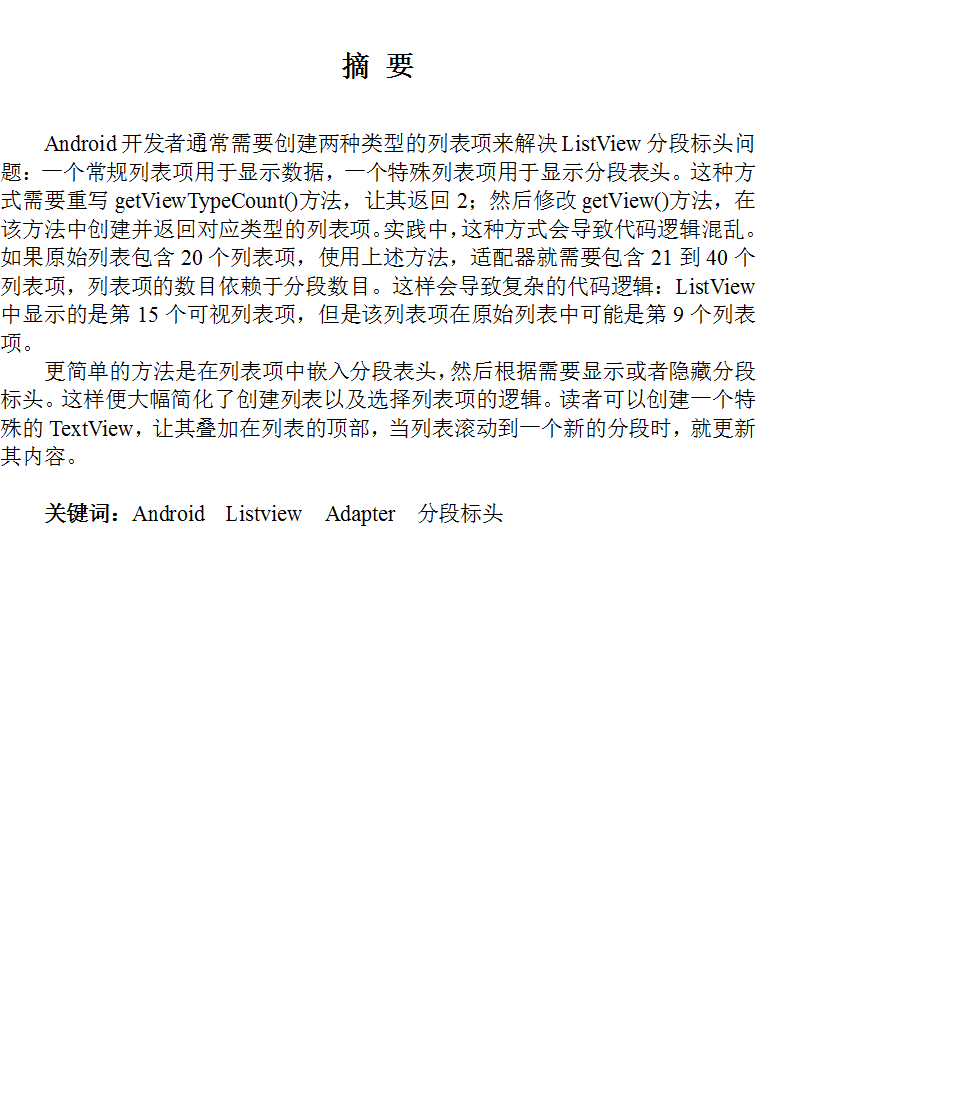 摘 要
Android 开发者通常需要创建两种类型的列表项来解决 ListView 分段标头问
题：一个常规列表项用于显示数据，一个特殊列表项用于显示分段表头。这种方
式需要重写 getViewTypeCount()方法，让其返回 2；然后修改 getView()方法，在
该方法中创建并返回对应类型的列表项。实践中，这种方式会导致代码逻辑混乱。
如果原始列表包含 20 个列表项，使用上述方法，适配器就需要包含 21 到 40 个
列表项，列表项的数目依赖于分段数目。这样会导致复杂的代码逻辑：ListView
中显示的是第 15 个可视列表项，但是该列表项在原始列表中可能是第 9 个列表
项。
更简单的方法是在列表项中嵌入分段表头，然后根据需要显示或者隐藏分段
标头。这样便大幅简化了创建列表以及选择列表项的逻辑。读者可以创建一个特
殊的 TextView，让其叠加在列表的顶部，当列表滚动到一个新的分段时，就更新
其内容。
关键词：Android Listview Adapter 分段标头